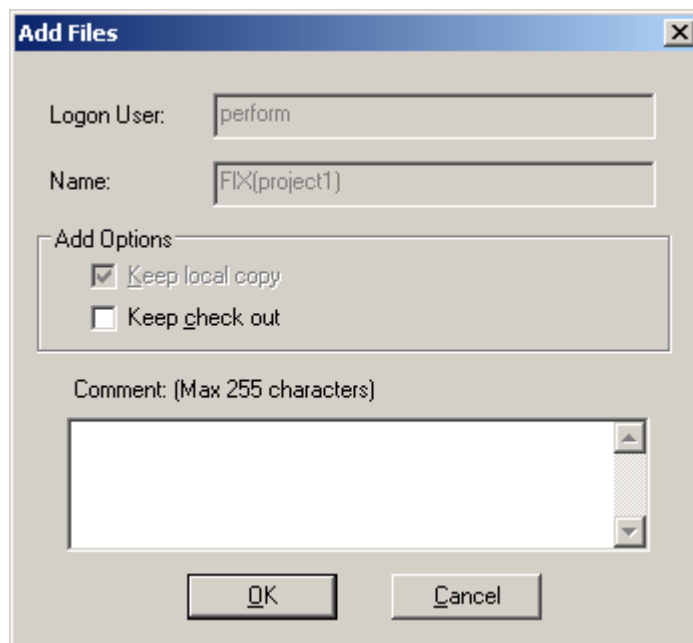 Add Files
Logon User: perform
Name: FIX(project1)
Add Options
Keep local copy
Keep check out
Comment: (Max 255 characters)
OK Cancel